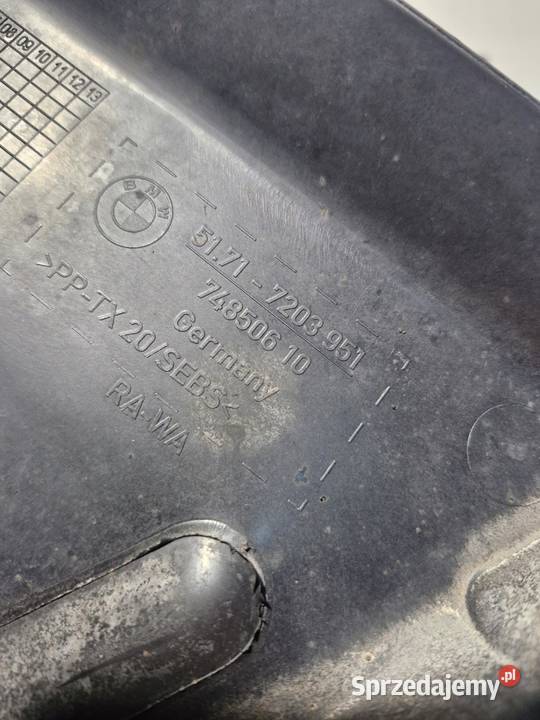 08 09 10 11 12 13
BMW
51.71 - 7203 951
748506 10
Germany
>PP-TX 20/SEBS<
RA-WA
Sprzedajemy.pl